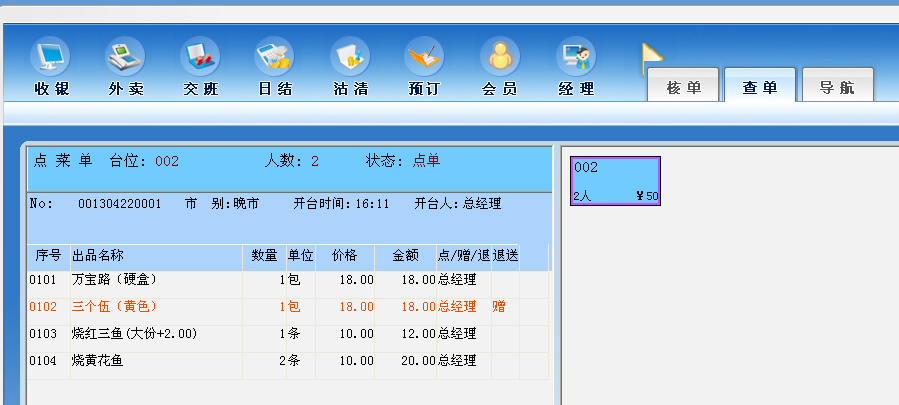 收银 外卖 交班 日结 沽清 预订 会员 经理 核单 查单 导航
点 菜 单 台位: 002 人数: 2 状态: 点单
No: 001304220001 市 别:晚市 开台时间:16:11 开台人:总经理
序号 出品名称 数量 单位 价格 金额 点/赠/退 退送
0101 万宝路（硬盒） 1 包 18.00 18.00 总经理
0102 三个伍（黄色） 1 包 18.00 18.00 总经理 赠
0103 烧红三鱼(大份+2.00) 1 条 10.00 12.00 总经理
0104 烧黄花鱼 2 条 10.00 20.00 总经理
002
2人 ￥50